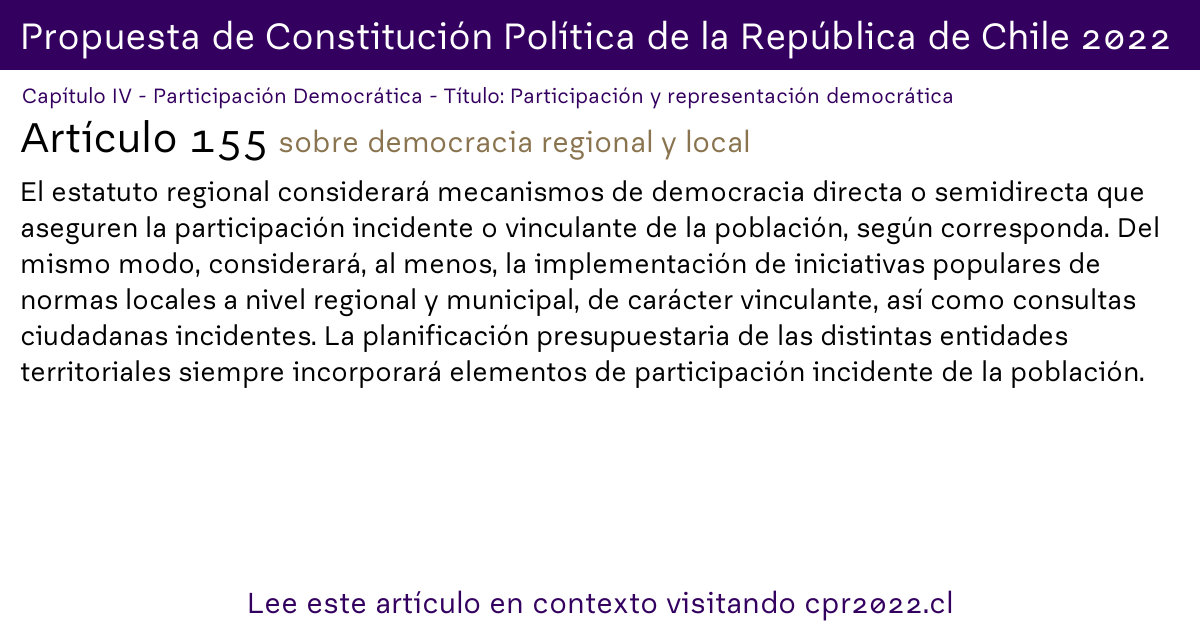 Propuesta de Constitución Política de la República de Chile 2022
Capítulo IV - Participación Democrática - Título: Participación y representación democrática
Artículo 155 sobre democracia regional y local
El estatuto regional considerará mecanismos de democracia directa o semidirecta que
aseguren la participación incidente o vinculante de la población, según corresponda. Del
mismo modo, considerará, al menos, la implementación de iniciativas populares de
normas locales a nivel regional y municipal, de carácter vinculante, así como consultas
ciudadanas incidentes. La planificación presupuestaria de las distintas entidades
territoriales siempre incorporará elementos de participación incidente de la población.
Lee este artículo en contexto visitando cpr2022.cl